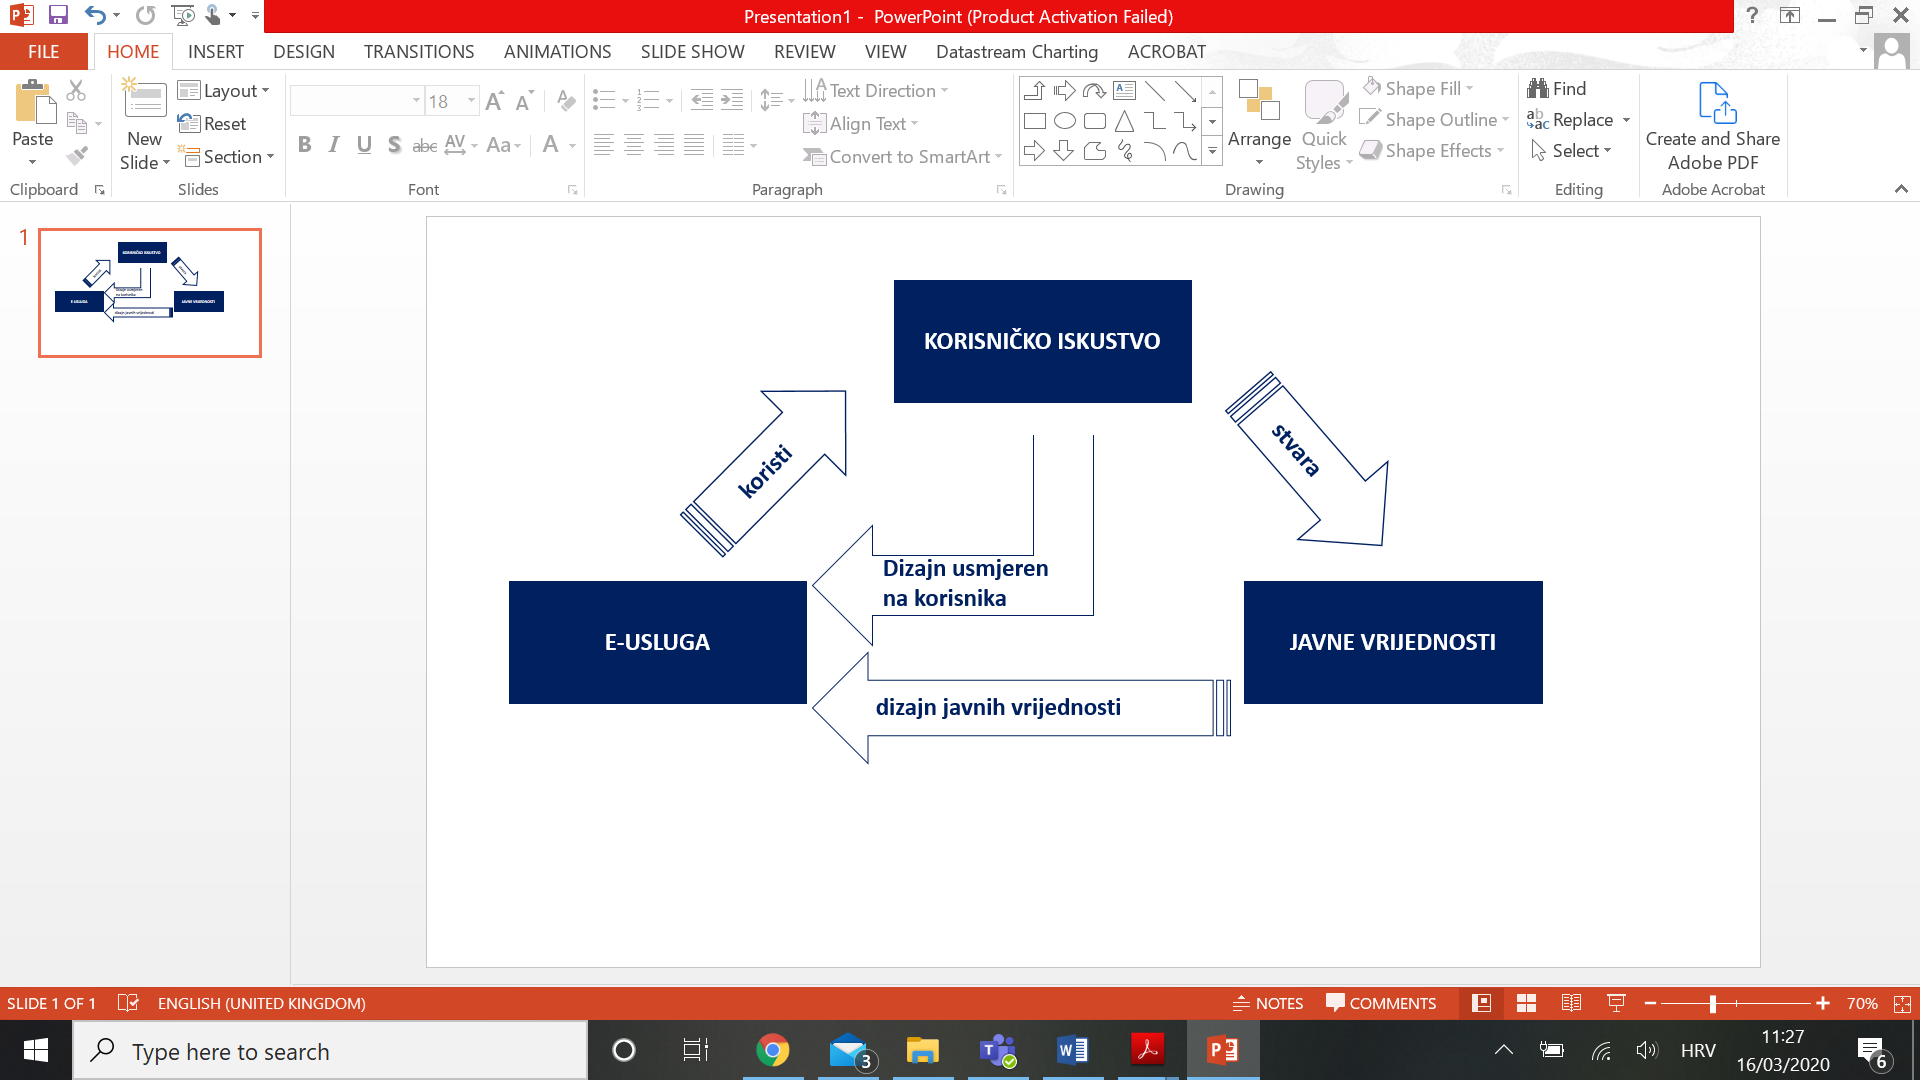 Presentation1 - PowerPoint (Product Activation Failed)
?
FILE
HOME
INSERT
DESIGN
TRANSITIONS
ANIMATIONS
SLIDE SHOW
REVIEW
VIEW
Datastream Charting
ACROBAT
Paste
Clipboard
New
Slide
Layout
Reset
Section
Slides
18
B I U S abc AV Aa A
Font
Text Direction
Align Text
Convert to SmartArt
Paragraph
Arrange
Quick
Styles
Shape Fill
Shape Outline
Shape Effects
Drawing
Find
Replace
Select
Editing
Create and Share
Adobe PDF
Adobe Acrobat
1
KORISNIČKO ISKUSTVO
koristi
stvara
Dizajn usmjeren
na korisnika
E-USLUGA
JAVNE VRIJEDNOSTI
dizajn javnih vrijednosti
SLIDE 1 OF 1
ENGLISH (UNITED KINGDOM)
NOTES
COMMENTS
70%
Type here to search
3
HRV
11:27
16/03/2020
6